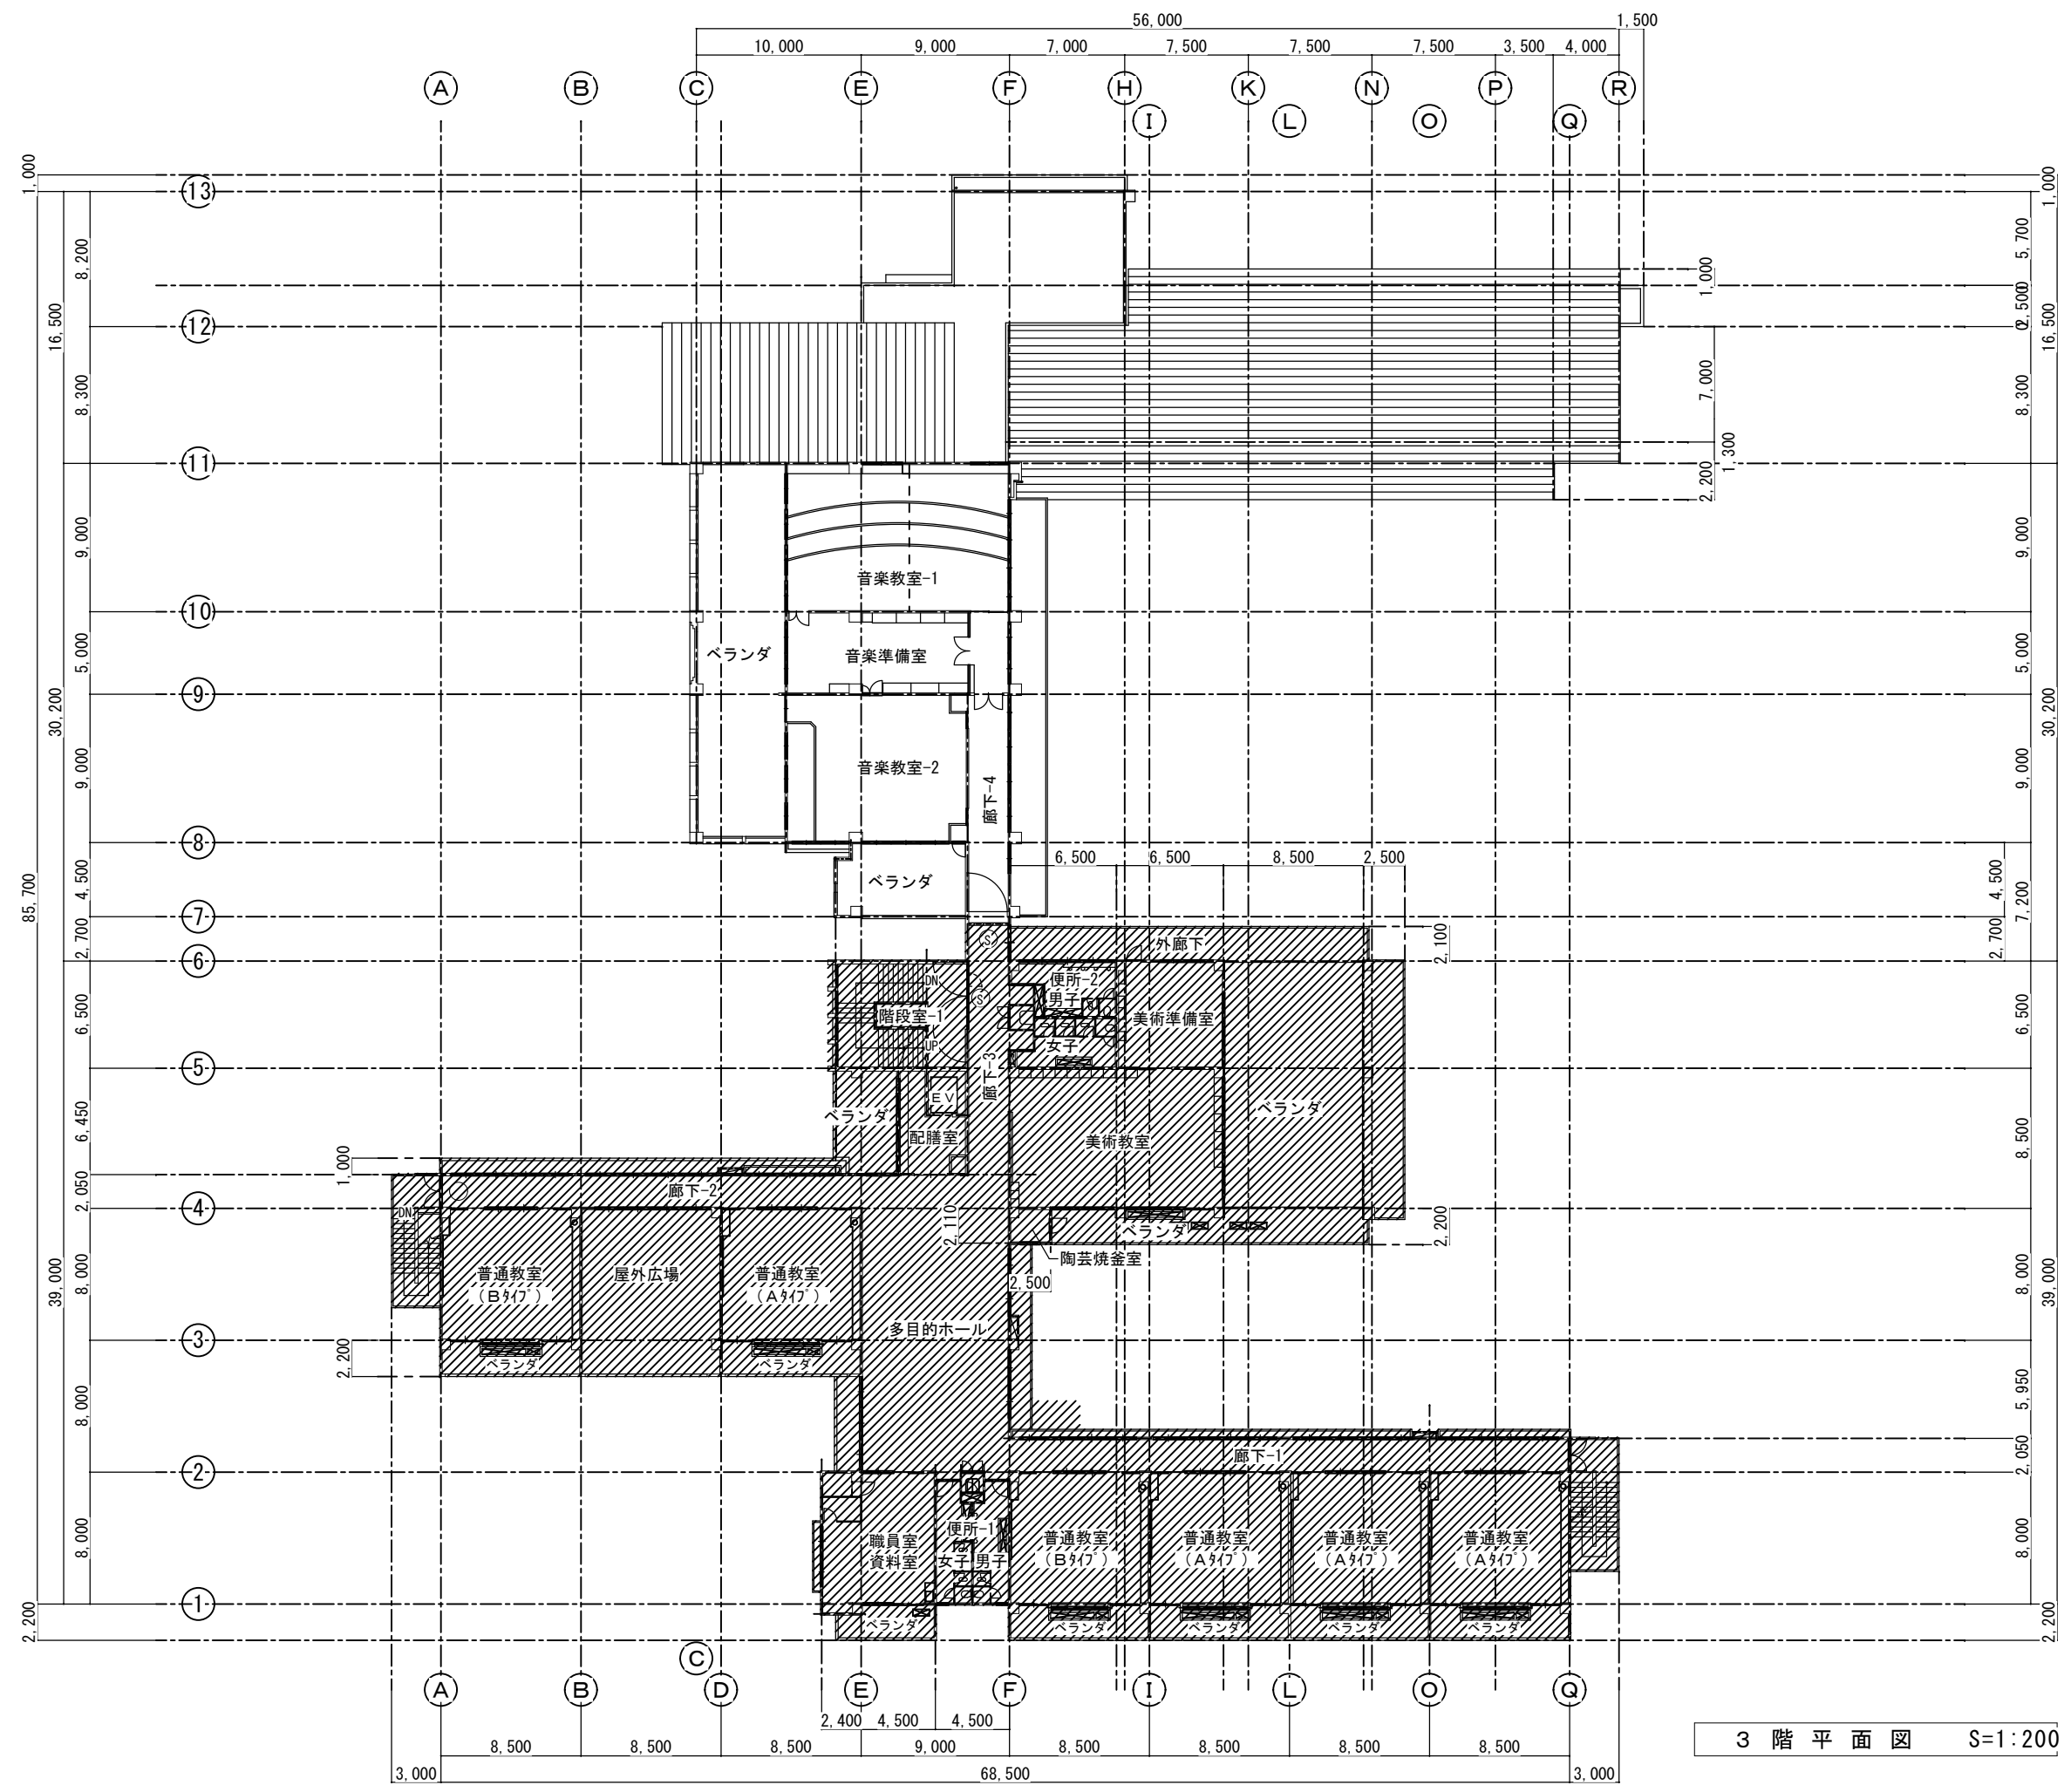 56,000
1,500
10,000
9,000
7,000
7,500
7,500
7,500
3,500
4,000
A
B
C
E
F
H
K
N
P
R
I
L
O
Q
1,000
13
1,000
8,200
5,700
1,000
16,500
12
2,500
16,500
8,300
7,000
8,300
11
1,300
2,200
9,000
音楽教室-1
9,000
10
5,000
ベランダ
音楽準備室
5,000
9
30,200
30,200
9,000
音楽教室-2
廊下-4
9,000
8
6,500
6,500
8,500
2,500
85,700
4,500
ベランダ
4,500
7,200
7
2,700
S
外廊下
2,100
2,700
6
DN
便所-2
男子
S
6,500
階段室-1
美術準備室
6,500
UP
女子
5
廊下-3
EV
6,450
ベランダ
ベランダ
配膳室
美術教室
8,500
1,000
2,050
廊下-2
4
DN
2,110
ベランダ
2,200
陶芸焼釜室
39,000
8,000
普通教室
(Bタイプ)
屋外広場
普通教室
(Aタイプ)
2,500
8,000
39,000
多目的ホール
3
2,200
ベランダ
ベランダ
8,000
5,950
廊下-1
2,050
2
8,000
職員室
資料室
便所-1
女子
男子
普通教室
(Bタイプ)
普通教室
(Aタイプ)
普通教室
(Aタイプ)
普通教室
(Aタイプ)
8,000
1
2,200
ベランダ
ベランダ
ベランダ
ベランダ
ベランダ
2,200
C
A
B
D
E
F
I
L
O
Q
2,400
4,500
4,500
8,500
8,500
8,500
9,000
8,500
8,500
8,500
8,500
3,000
68,500
3,000
3 階 平 面 図 S=1:200